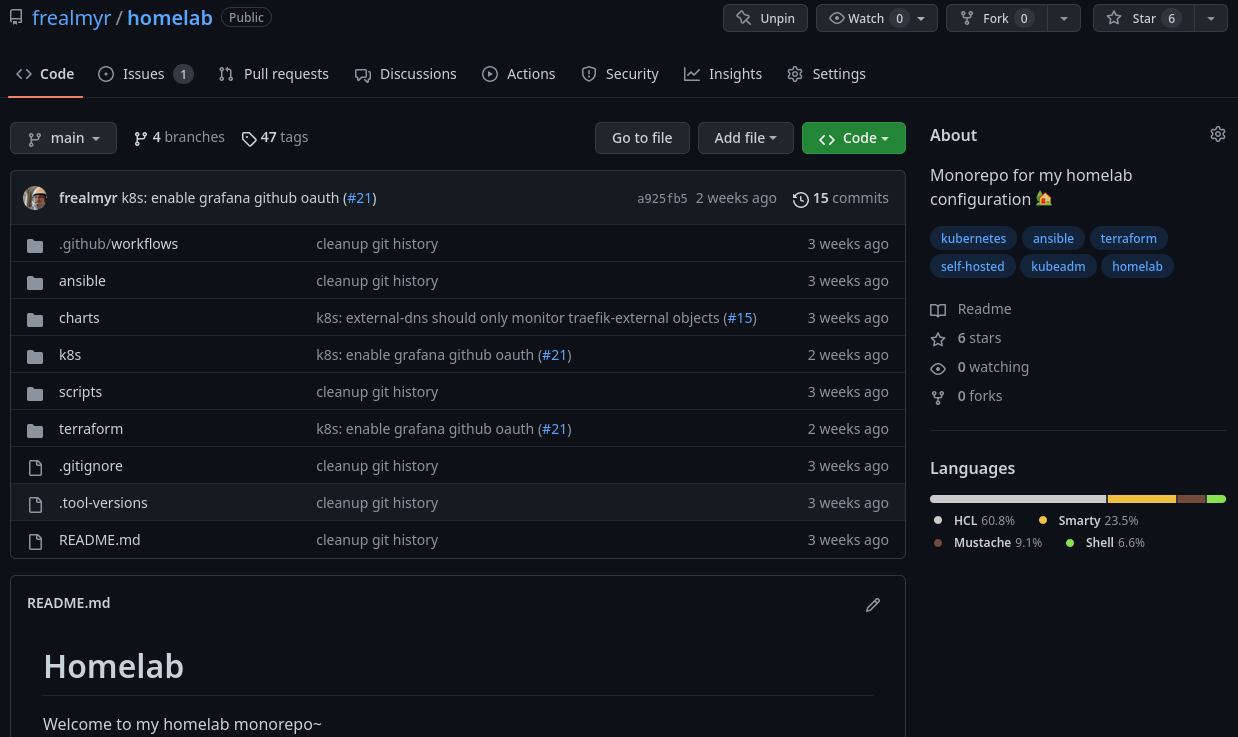 frealmyr / homelab Public Unpin Watch 0 Fork 0 Star 6
Code Issues 1 Pull requests Discussions Actions Security Insights Settings
main 4 branches 47 tags Go to file Add file Code
frealmyr k8s: enable grafana github oauth (#21) a925fb5 2 weeks ago 15 commits
.github/workflows cleanup git history 3 weeks ago
ansible cleanup git history 3 weeks ago
charts k8s: external-dns should only monitor traefik-external objects (#15) 3 weeks ago
k8s k8s: enable grafana github oauth (#21) 2 weeks ago
scripts cleanup git history 3 weeks ago
terraform k8s: enable grafana github oauth (#21) 2 weeks ago
.gitignore cleanup git history 3 weeks ago
.tool-versions cleanup git history 3 weeks ago
README.md cleanup git history 3 weeks ago
README.md
Homelab
Welcome to my homelab monorepo~
About
Monorepo for my homelab
configuration 🏡
kubernetes ansible terraform
self-hosted kubeadm homelab
Readme
6 stars
0 watching
0 forks
Languages
HCL 60.8% Smarty 23.5%
Mustache 9.1% Shell 6.6%